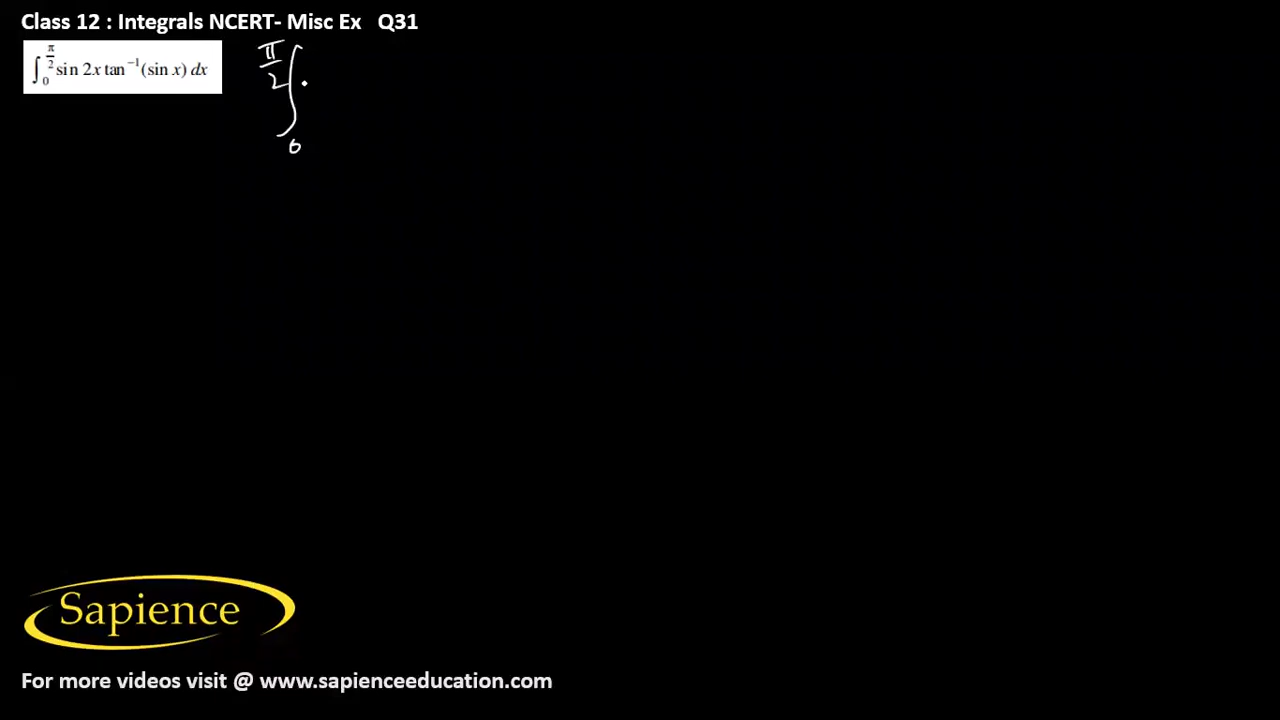 Class 12 : Integrals NCERT- Misc Ex Q31
∫₀^(π/2) sin 2x tan⁻¹(sin x) dx
π/2 ∫ 0
Sapience
For more videos visit @ www.sapienceeducation.com